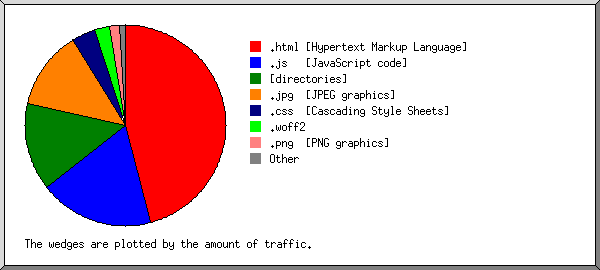 .html [Hypertext Markup Language]
.js [JavaScript code]
[directories]
.jpg [JPEG graphics]
.css [Cascading Style Sheets]
.woff2
.png [PNG graphics]
Other
The wedges are plotted by the amount of traffic.